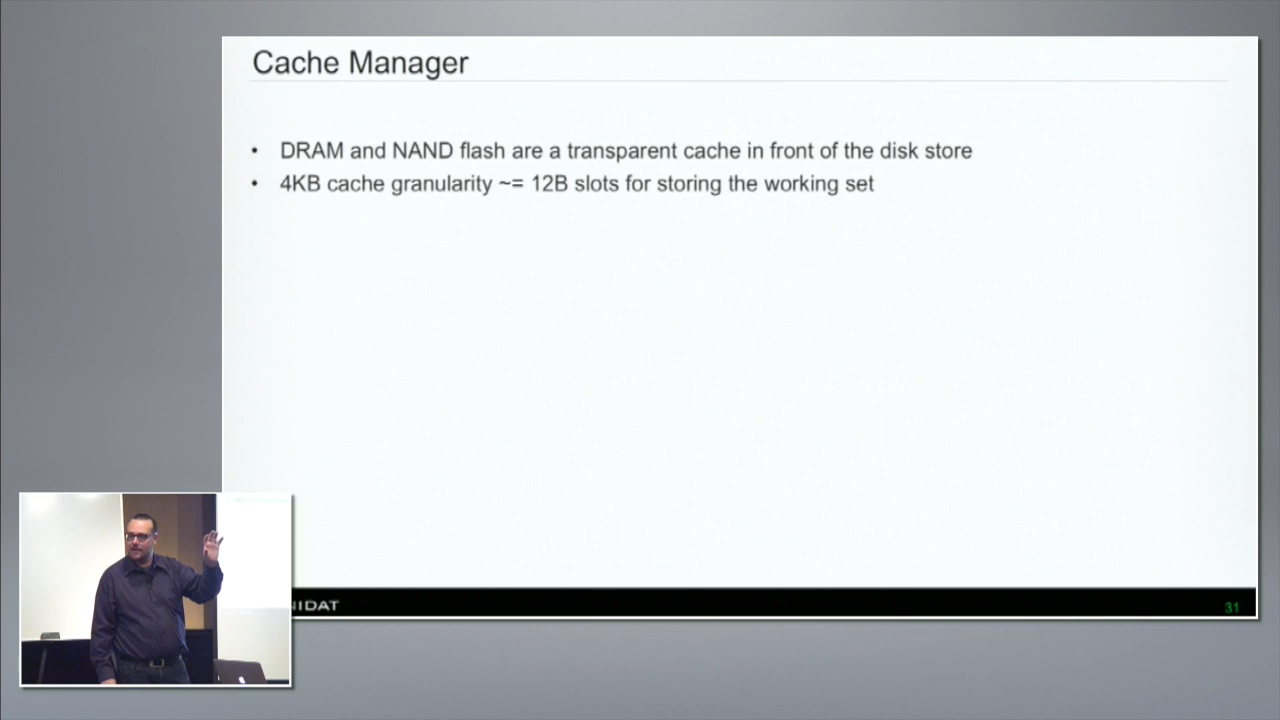 Cache Manager
• DRAM and NAND flash are a transparent cache in front of the disk store
• 4KB cache granularity ~= 12B slots for storing the working set
NIDAT
31